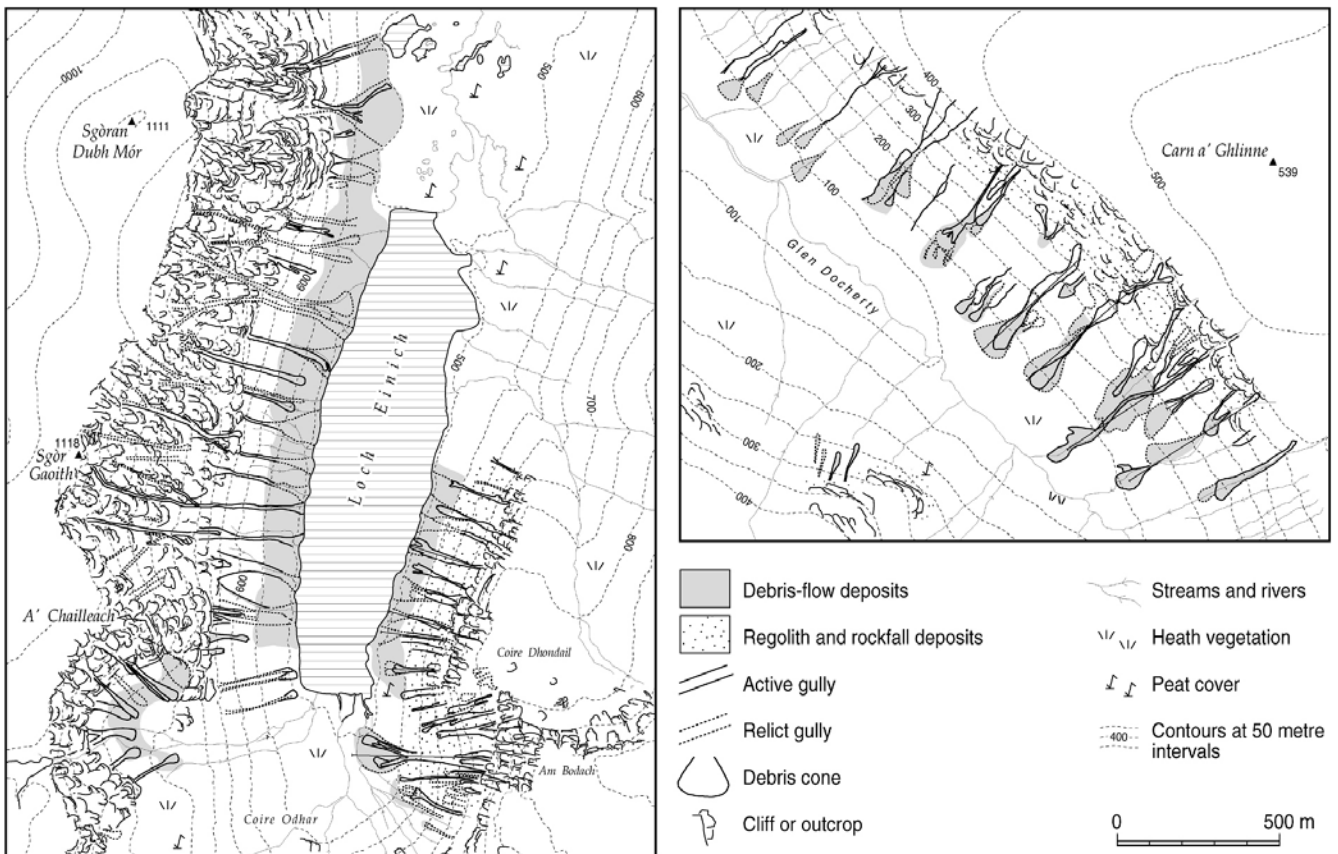 1000
Sgòran
Dubh Mór
1111
500
600
600
Loch Einich
500
700
1118
Sgòr
Gaoith
800
600
A' Chailleach
Coire Dhondail
Am Bodach
Coire Odhar
400
300
200
100
100
Carn a' Ghlinne
539
500
Glen Docherty
200
300
400
Debris-flow deposits
Regolith and rockfall deposits
Active gully
Relict gully
Debris cone
Cliff or outcrop
Streams and rivers
Heath vegetation
Peat cover
400
Contours at 50 metre
intervals
0 500 m